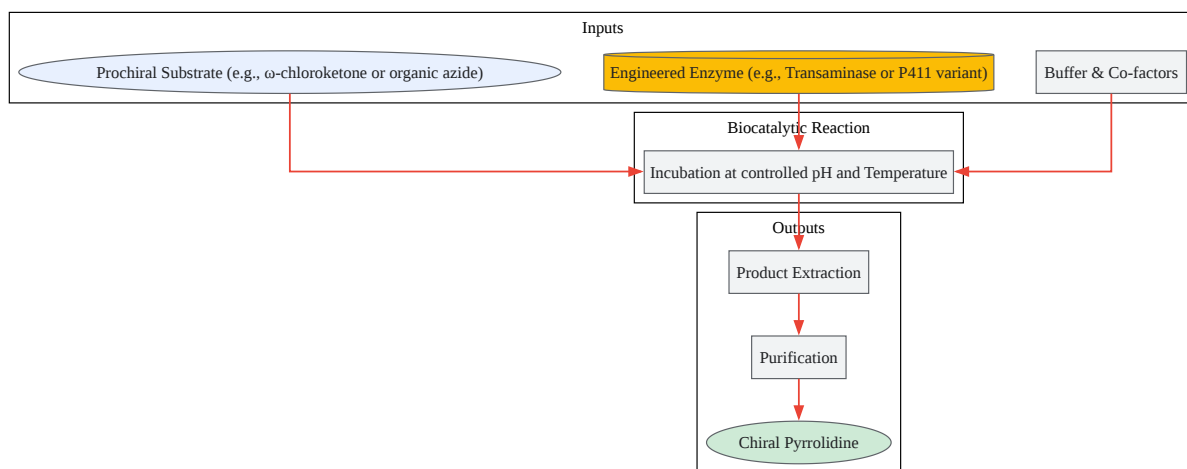 Inputs
Prochiral Substrate (e.g., ω-chloroketone or organic azide)
Engineered Enzyme (e.g., Transaminase or P411 variant)
Buffer & Co-factors
Biocatalytic Reaction
Incubation at controlled pH and Temperature
Outputs
Product Extraction
Purification
Chiral Pyrrolidine